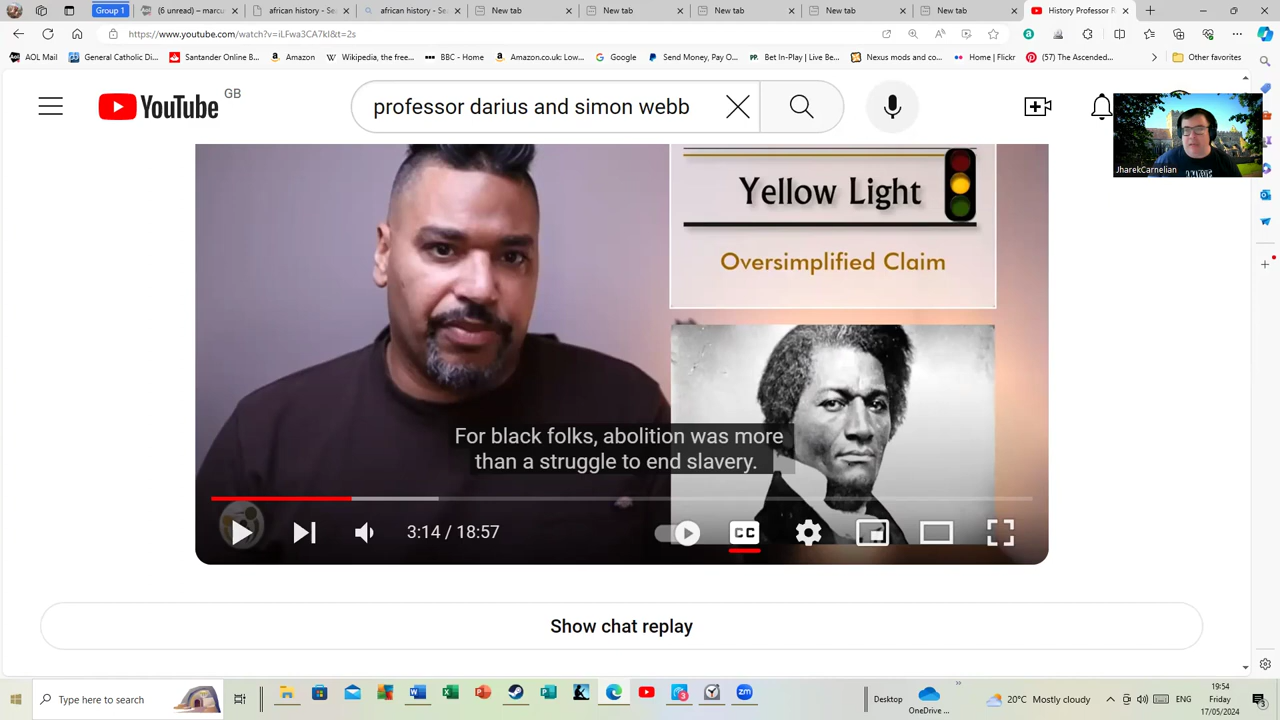 Group 1
(6 unread) - marcu
african history - Sea
african history - Sea
New tab
New tab
New tab
New tab
New tab
History Professor R
https://www.youtube.com/watch?v=iLFwa3CA7kI&t=2s
AOL Mail
General Catholic Di...
Santander Online B...
Amazon
Wikipedia, the free...
BBC - Home
Amazon.co.uk: Low...
Google
Send Money, Pay O...
Bet In-Play | Live Be...
Nexus mods and co...
Home | Flickr
(57) The Ascended...
Other favorites
YouTube GB
professor darius and simon webb
JharekCarnelian
Yellow Light
Oversimplified Claim
For black folks, abolition was more
than a struggle to end slavery.
3:14 / 18:57
CC
Show chat replay
Type here to search
Desktop
OneDrive ...
20°C Mostly cloudy
ENG
19:54
Friday
17/05/2024